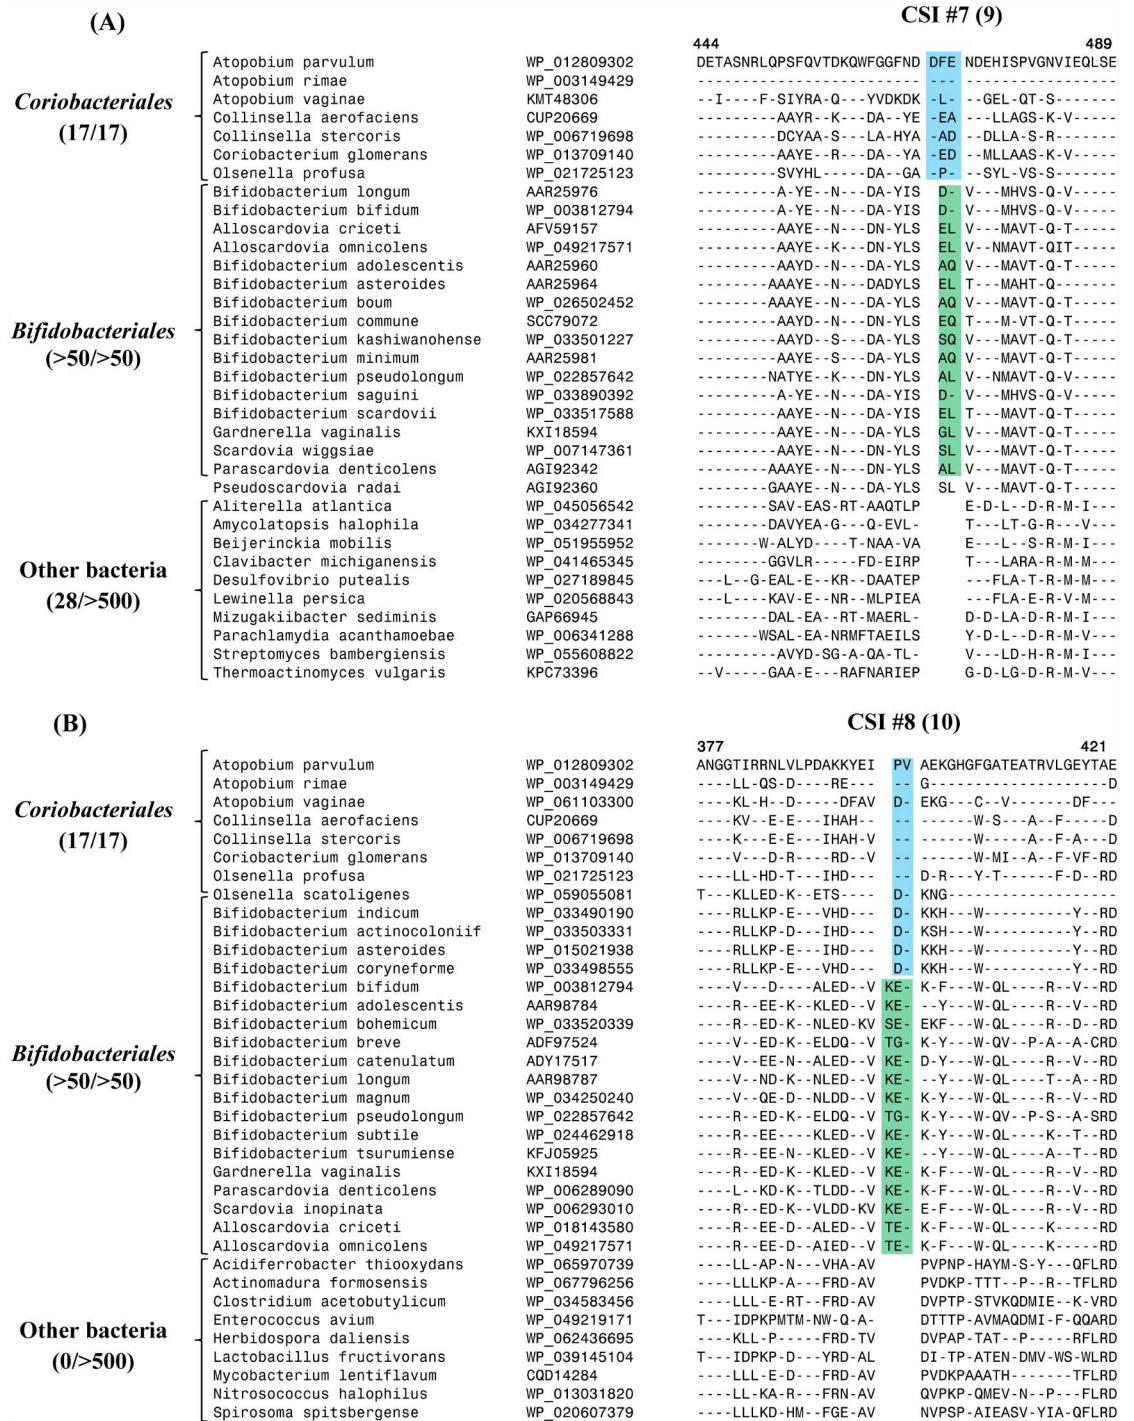 (A)
CSI #7 (9)
444 489
Atopobium parvulum WP_012809302 DETASNRLQPSFQVTDKQWFGGFND DFE NDEHISPVGNVIEQLSE
Atopobium rimae WP_003149429 ------------------------- --- -----------------
Coriobacteriales
(17/17)
Atopobium vaginae KMT48306 --I----F-SIYRA-Q---YVDKDK -L- --GEL-QT-S-------
Collinsella aerofaciens CUP20669 ---------AAYR--K---DA--YE -EA --LLAGS-K-------
Collinsella stercoris WP_006719698 ---------DCYAA-S--LA-HYA -AD --DLLA-S-R------
Coriobacterium glomerans WP_013709140 ---------AAYE--R---DA--YA -ED --MLLAAS-K-V-----
Olsenella profusa WP_021725123 ---------SVYHL-----DA--GA -P- --SYL-VS-S-------
Bifidobacteriales
(>50/>50)
Bifidobacterium longum AAR25976 ---------A-YE--N---DA-YIS D- V---MHVS-Q-V-----
Bifidobacterium bifidum WP_003812794 ---------A-YE--N---DA-YIS D- V---MHVS-Q-V-----
Alloscardovia criceti AFV59157 ---------AAYE--N---DN-YLS EL V---MAVT-Q-T-----
Alloscardovia omnicolens WP_049217571 ---------AAYE--K---DN-YLS EL V--NMAVT-QIT-----
Bifidobacterium adolescentis AAR25960 ---------AAYD--N---DA-YLS AQ V---MAVT-Q-T-----
Bifidobacterium asteroides AAR25964 --------AAAYE--N---DADYLS EL T---MAHT-Q-------
Bifidobacterium boum WP_026502452 --------AAAYE--N---DA-YLS AQ V---MAVT-Q-T-----
Bifidobacterium commune SCC79072 ---------AAYD--N---DN-YLS EQ T---M-VT-Q-T-----
Bifidobacterium kashiwanohense WP_033501227 ---------AAYD--S---DA-YLS SQ V---MAVT-Q-T-----
Bifidobacterium minimum AAR25981 ---------AAYE--S---DA-YLS AQ V---MAVT-Q-T-----
Bifidobacterium pseudolongum WP_022857642 --------NATYE--K---DN-YLS AL V--NMAVT-Q-V-----
Bifidobacterium saguini WP_033890392 ---------A-YE--S---DN-YIS D- V---MHVS-Q-V-----
Bifidobacterium scardovii WP_033517588 ---------AAYE--N---DA-YIS EL T---MAVT-Q-T-----
Gardnerella vaginalis KXI18594 ---------AAYE--N---DA-YLS GL V---MAVT-Q-T-----
Scardovia wiggsiae WP_007147361 --------AAAYE--N---DN-YLS SL V---MAVT-Q-T-----
Parascardovia denticolens AGI92342 --------AAAYE--N---DN-YLS AL V---MAVT-Q-T-----
Pseudoscardovia radai AGI92360 --------GAAYE--N---DN-YLS SL V---MAVT-Q-T-----
Other bacteria
(28/>500)
Aliterella atlantica WP_045056542 --------SAV-EAS-RT-AAQTLP E-D-L--D-R-M-I---
Amycolatopsis halophila WP_034277341 --------DAVYEA-G---Q-EVL- T---LT-G-R---V---
Beijerinckia mobilis WP_051955952 -------W-ALYD----T-NAA-VA E---L--S-R-M-I---
Clavibacter michiganensis WP_041465345 --------GGVLR-----FD-EIRP T---LARA-R-M-M---
Desulfovibrio putealis WP_027189845 ---L--G-EAL-E--KR--DAATEP ---FLA-T-R-M-M---
Lewinella persica WP_020568843 ---L----KAV-E--NR--MLPIEA ---FLA-E-R-V-M---
Mizugakiibacter sediminis GAP66945 --------DAL-EA--RT-MAERL- D-D-LA-D-R-M-I---
Parachlamydia acanthamoebae WP_006341288 -------WSAL-EA-NRMFTAEILS Y-D-L--D-R-V-M---
Streptomyces bambergiensis WP_055608822 --------AVYD-SG-A-QA-TL- V---LD-H-R-M-I---
Thermoactinomyces vulgaris KPC73396 --V-----GAA-E---RAFNARIEP G-D-LG-D-R-M-V---
(B)
CSI #8 (10)
377 421
Atopobium parvulum WP_012809302 ANGGTIRRNLVLPDAKKYEI PV AEKGHGFGATEATRVLGEYTAE
Atopobium rimae WP_003149429 ----LL-QS-D----RE--- -- G--------------------D
Coriobacteriales
(17/17)
Atopobium vaginae WP_061103300 ----KL-H--D-----DFAV D- EKG---C--V-------DF---
Collinsella aerofaciens CUP20669 ----KV--E-E---IHAH-- -- -------W-S---A--F----D
Collinsella stercoris WP_006719698 ----V---E-E---IHAH-V -- -------W-----A--F-A--D
Coriobacterium glomerans WP_013709140 ----V---D-R----RD--V -- -------W-MI--A--F-VF-RD
Olsenella profusa WP_021725123 ----LL-HD-T---IHD--- -- D-R---Y-T------F-D--RD
Olsenella scatoligenes WP_059055081 T---KLLED-K--ETS---- D- KNG-------------------
Bifidobacteriales
(>50/>50)
Bifidobacterium indicum WP_033490190 ----RLLKP-E---VHD--- D- KKH---W-----------Y--RD
Bifidobacterium actinocoloniif WP_033503331 ----RLLKP-D---IHD--- D- KSH---W-----------Y--RD
Bifidobacterium asteroides WP_015021938 ----RLLKP-E---IHD--- D- KKH---W-----------Y--RD
Bifidobacterium coryneforme WP_033498555 ----RLLKP-E---VHD--- D- KKH---W-----------Y--RD
Bifidobacterium bifidum WP_003812794 ----V---D----ALED--V KE- K-F---W-QL----R--V--RD
Bifidobacterium adolescentis AAR98784 ----R--EE-K--KLED--V KE- K-Y---W-QL----R--V--RD
Bifidobacterium bohemicum WP_033520339 ----R--ED-K--NLED-KV SE- EKF---W-QL----R--D--RD
Bifidobacterium breve ADF97524 ----V--ED-K--ELDQ--V TG- K-Y---W-QV--P--A--A-CRD
Bifidobacterium catenulatum ADY17517 ----V--EE-N--ALED--V KE- D-Y---W-QL----R--V--RD
Bifidobacterium longum AAR98787 ----V--ND-K--NLED--V KE- --Y---W-QL----T--A--RD
Bifidobacterium magnum WP_034250240 ----V--QE-D--NLDD--V KE- K-Y---W-QL----R--V--RD
Bifidobacterium pseudolongum WP_022857642 ----R--ED-K--ELDQ--V TG- K-Y---W-QV--P-S--A-SRD
Bifidobacterium subtile WP_024462918 ----R--EE----KLED--V KE- K-Y---W-QL----K--T--RD
Bifidobacterium tsurumiense KFJ05925 ----R--EE-N--KLED--V KE- --Y---W-QL----A--T--RD
Gardnerella vaginalis KXI18594 ----R--EE-K--ALED--V KE- K-F---W-QL----R--V--RD
Parascardovia denticolens WP_006289090 ----L--KD-K--TLDD--V KE- K-F---W-QL----R--V--RD
Scardovia inopinata WP_006293010 ----R--KE-K--VLDD-KV KE- E-F---W-QL----R--V--RD
Alloscardovia criceti WP_018143580 ----R--EE-D--ALED--V TE- K-F---W-QL----K-----RD
Alloscardovia omnicolens WP_049217571 ----R--EE-D--AIED--V TE- K-F---W-QL----K-----RD
Other bacteria
(0/>500)
Acidiferrobacter thiooxydans WP_065970739 ----LL-AP-N---VHA-AV PVPNP-HAYM-S-Y---QFLRD
Actinomadura formosensis WP_067796256 ----LLLKP-A---FRD-AV PVDKP-TTT--P--R--TFLRD
Clostridium acetobutylicum WP_034583456 ----LLL-E-RT--FRD-AV DVPTP-STVKQDMIE--K-VRD
Enterococcus avium WP_049219171 T---IDPKPMTM-NW-Q-A- DTTTP-AVMAQDMI-F-QQARD
Herbidospora daliensis WP_062436695 ----KLL-P-----FRD-TV DVPAP-TAT--P----RFLRD
Lactobacillus fructivorans WP_039145104 T---IDPKP-D---YRD-AL DI-TP-ATEN-DMV-WS-WLRD
Mycobacterium lentiflavum CQD14284 ----LLL-E-D---FRD-AV PVDKPAAATH-------TFLRD
Nitrosococcus halophilus WP_013031820 ----LL-KA-R---FRN-AV QVPKP-QMEV-N--P---FLRD
Spirosoma spitsbergense WP_020607379 ----LLLKD-HM--FGE-AV NVPSP-AIEASV-YIA-QFLRD